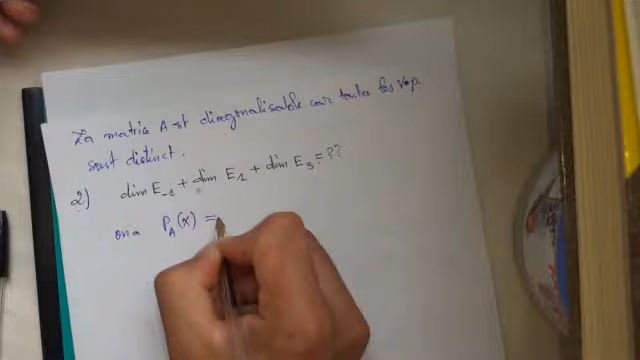 La matrice A est diagonalisable car toutes les v.p.
sont distinct.
2) dim E₋₁ + dim E₁ + dim E₃ = ??
on a P_A(x) =